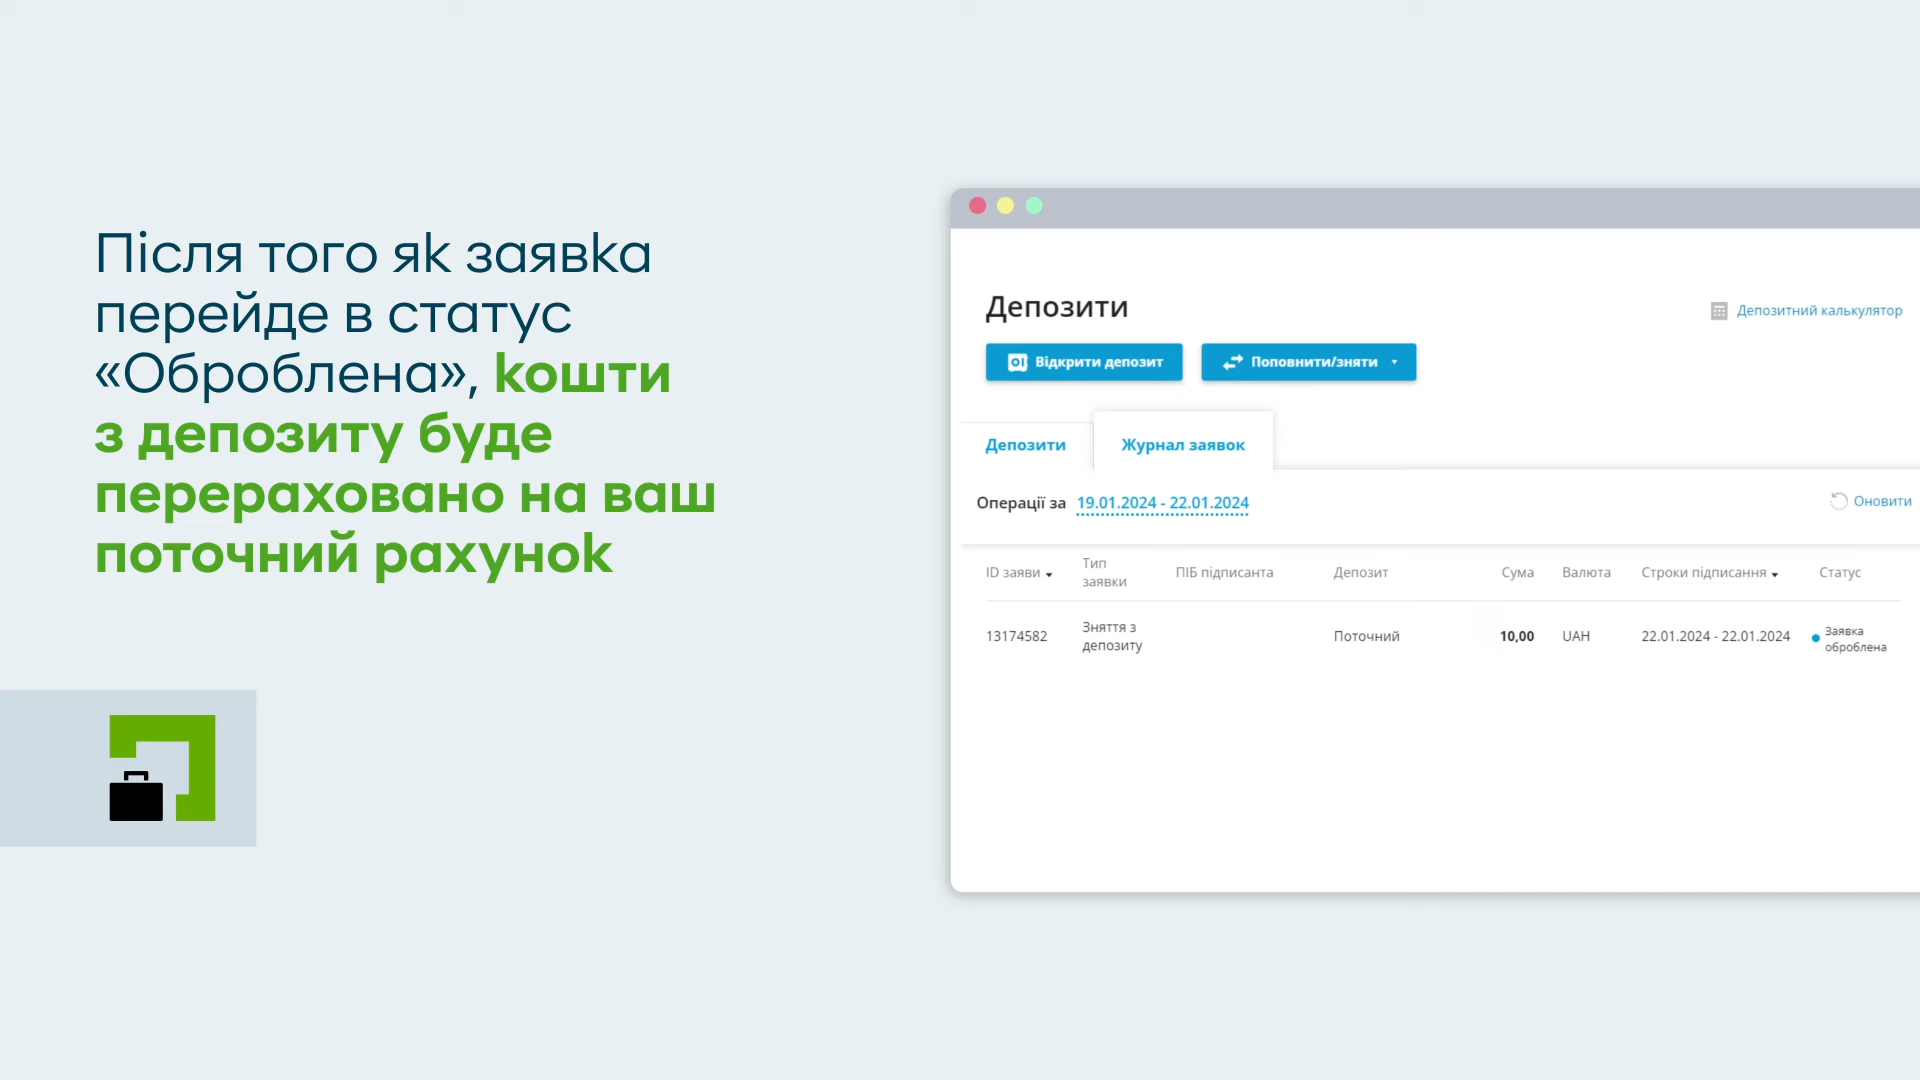 Після того як заявка
перейде в статус
«Оброблена», кошти
з депозиту буде
перераховано на ваш
поточний рахунок
Депозити
Депозитний калькулятор
Відкрити депозит
Поповнити/зняти
Депозити
Журнал заявок
Операції за 19.01.2024 - 22.01.2024
Оновити
ID заяви
Тип
заявки
ПІБ підписанта
Депозит
Сума
Валюта
Строки підписання
Статус
13174582
Зняття з
депозиту
Поточний
10,00
UAH
22.01.2024 - 22.01.2024
Заявка
оброблена